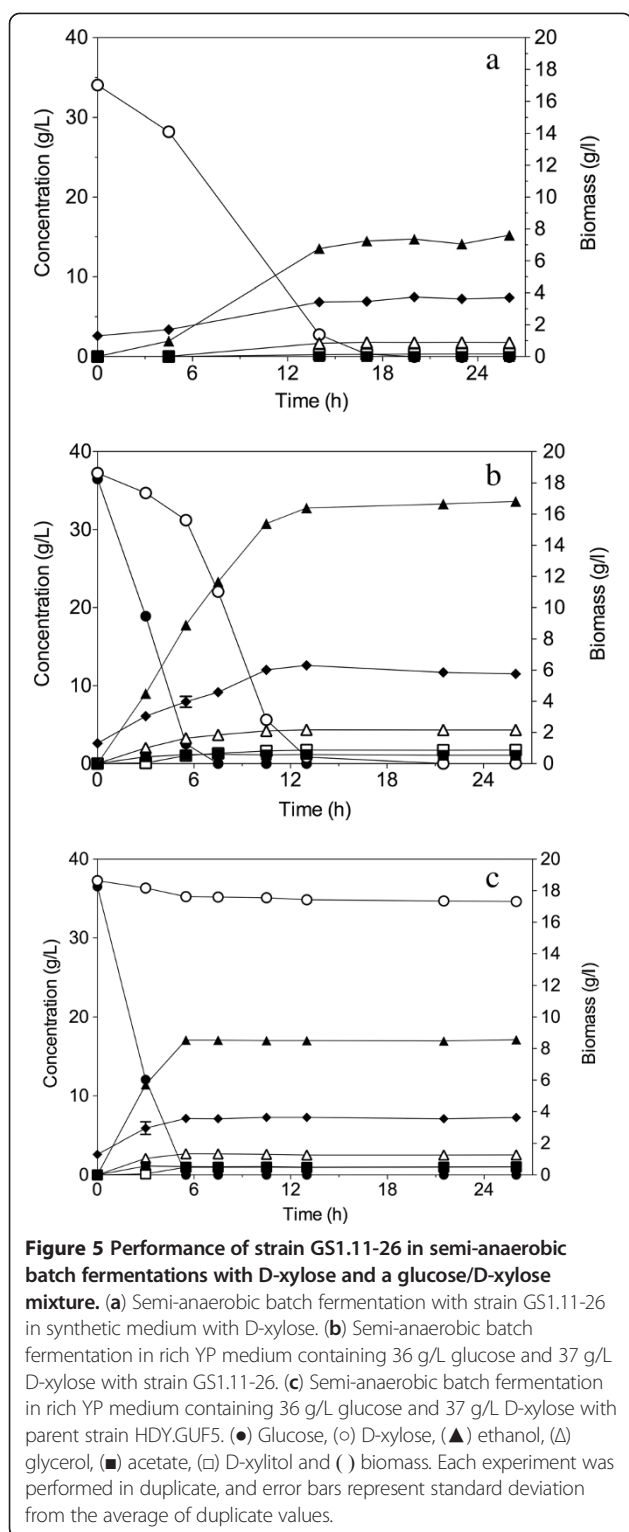 a
40
30
20
10
0
20
18
16
14
12
10
8
6
4
2
0
Concentration (g/L)
Biomass (g/l)
0 6 12 18 24
Time (h)
b
40
30
20
10
0
20
18
16
14
12
10
8
6
4
2
0
Concentration (g/L)
Biomass (g/l)
0 6 12 18 24
Time (h)
c
40
30
20
10
0
20
18
16
14
12
10
8
6
4
2
0
Concentration (g/L)
Biomass (g/l)
0 6 12 18 24
Time (h)
Figure 5 Performance of strain GS1.11-26 in semi-anaerobic
batch fermentations with D-xylose and a glucose/D-xylose
mixture. (a) Semi-anaerobic batch fermentation with strain GS1.11-26
in synthetic medium with D-xylose. (b) Semi-anaerobic batch
fermentation in rich YP medium containing 36 g/L glucose and 37 g/L
D-xylose with strain GS1.11-26. (c) Semi-anaerobic batch fermentation
in rich YP medium containing 36 g/L glucose and 37 g/L D-xylose with
parent strain HDY.GUF5. (●) Glucose, (○) D-xylose, (▲) ethanol, (Δ)
glycerol, (■) acetate, (□) D-xylitol and ( ) biomass. Each experiment was
performed in duplicate, and error bars represent standard deviation
from the average of duplicate values.